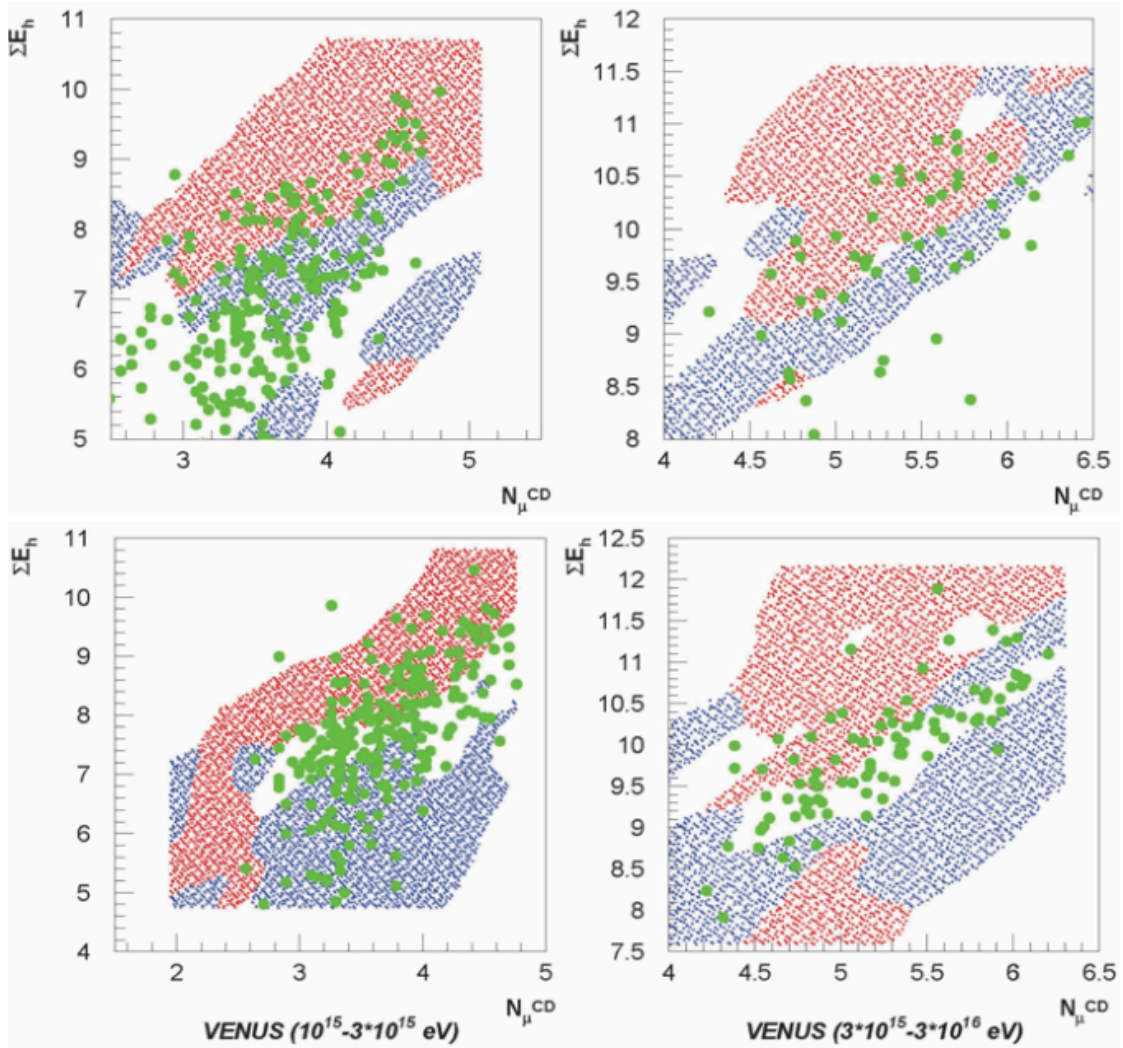 ΣE_h 11 10 9 8 7 6 5
3 4 5
N_μ^CD
ΣE_h 12 11.5 11 10.5 10 9.5 9 8.5 8
4 4.5 5 5.5 6 6.5
N_μ^CD
ΣE_h 11 10 9 8 7 6 5 4
2 3 4 5
N_μ^CD
VENUS (10^15-3*10^15 eV)
ΣE_h 12.5 12 11.5 11 10.5 10 9.5 9 8.5 8 7.5
4 4.5 5 5.5 6 6.5
N_μ^CD
VENUS (3*10^15-3*10^16 eV)